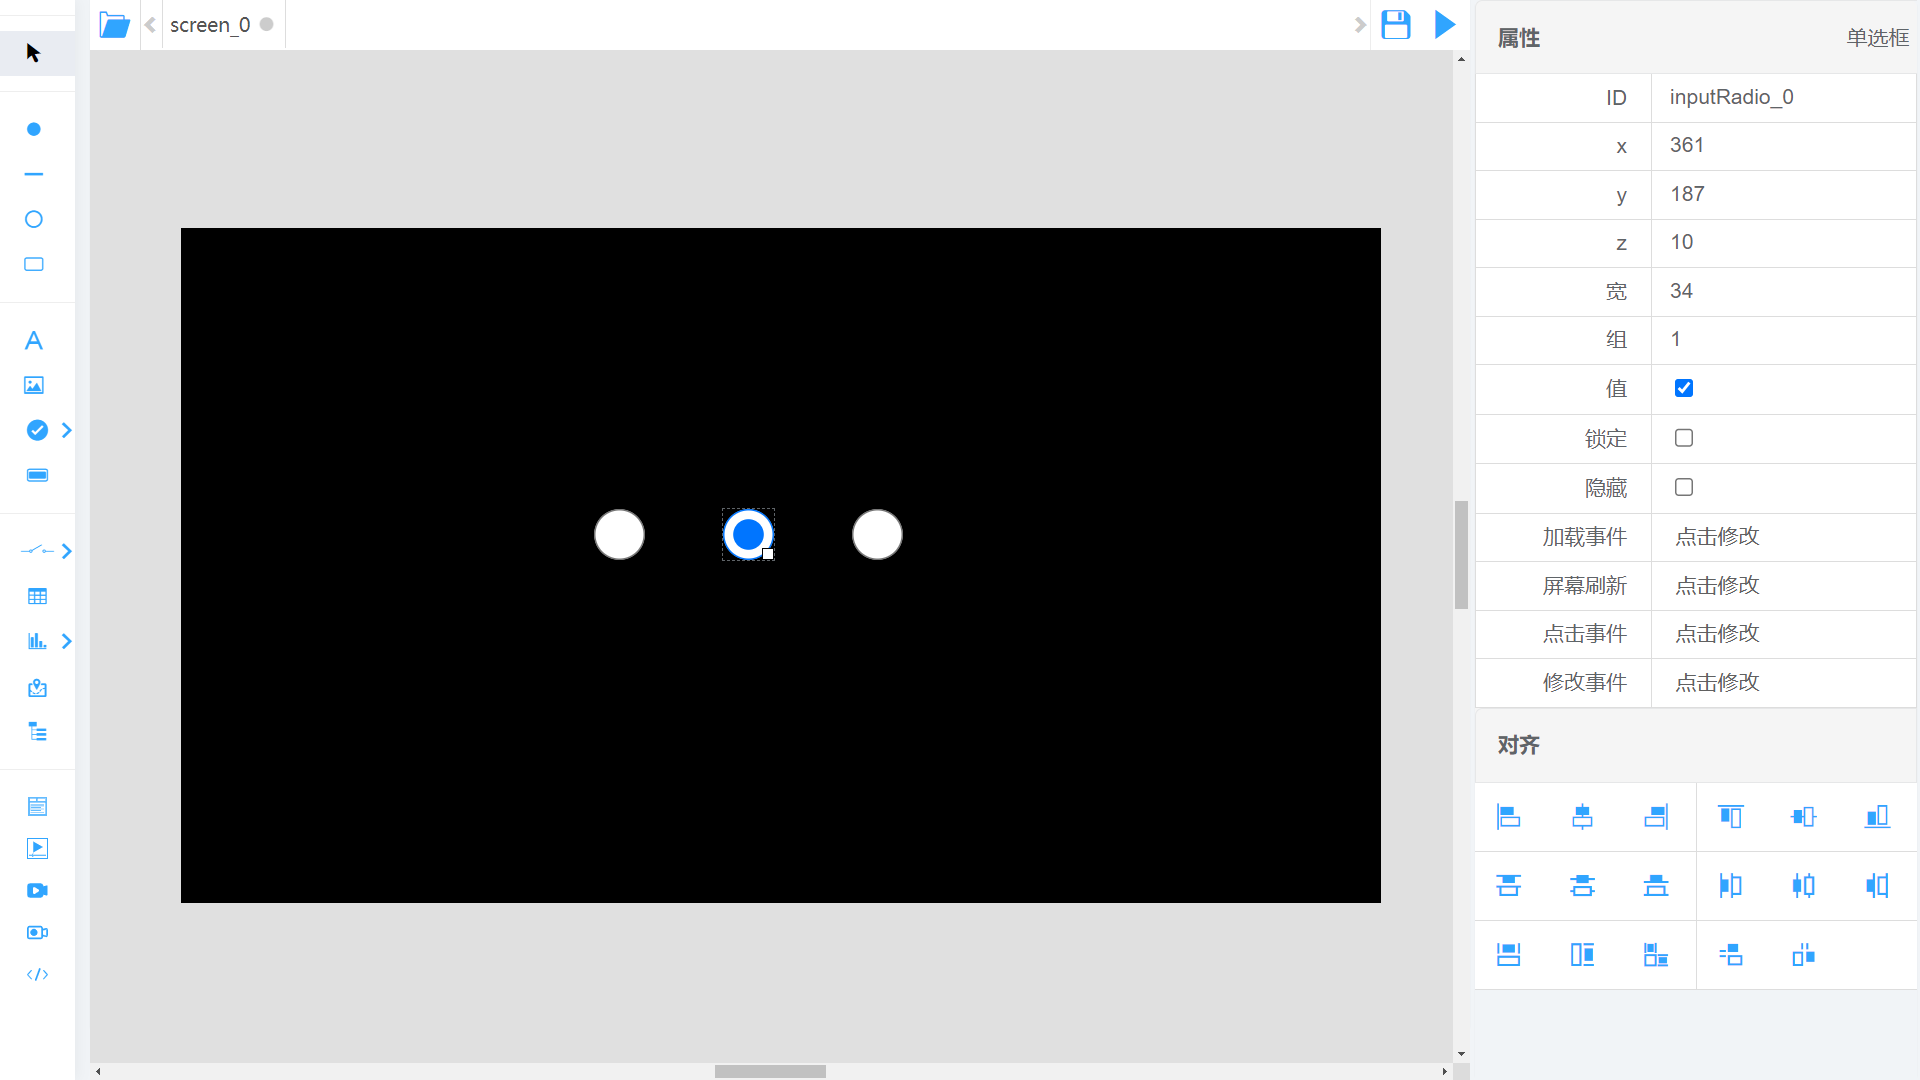 screen_0
属性 单选框
ID inputRadio_0
x 361
y 187
z 10
宽 34
组 1
值
锁定
隐藏
加载事件 点击修改
屏幕刷新 点击修改
点击事件 点击修改
修改事件 点击修改
对齐